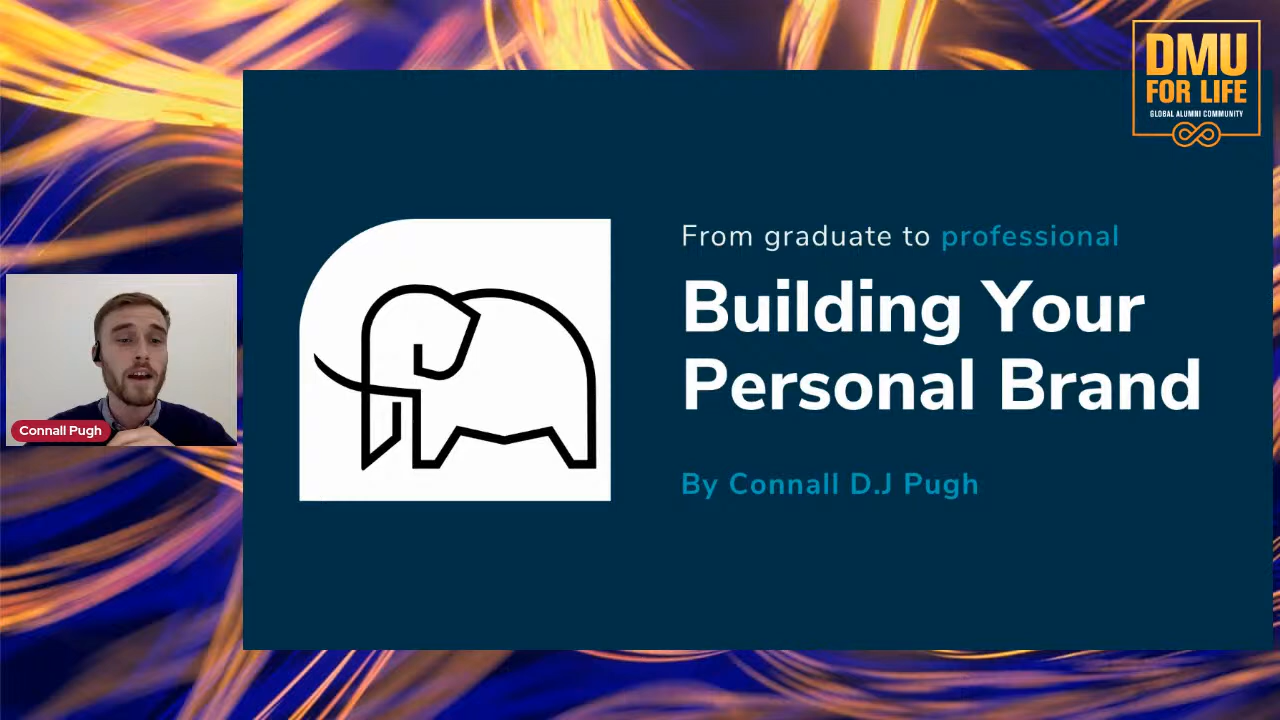 DMU
FOR LIFE
GLOBAL ALUMNI COMMUNITY
From graduate to professional
Building Your
Personal Brand
By Connall D.J Pugh
Connall Pugh